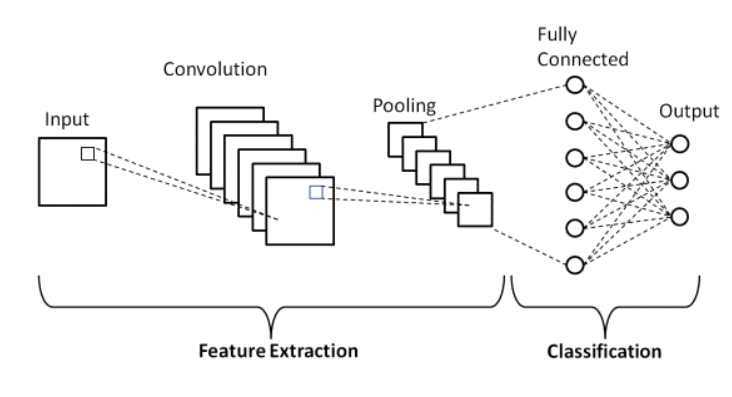 Input
Convolution
Pooling
Fully
Connected
Output
Feature Extraction
Classification